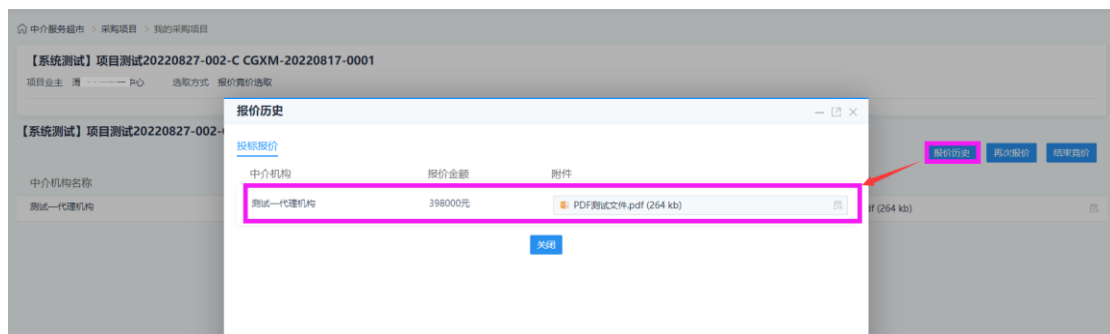 中介服务超市 > 采购项目 > 我的采购项目
【系统测试】项目测试20220827-002-C CGXM-20220817-0001
项目业主 中心 选取方式 报价竞价选取
报价历史
【系统测试】项目测试20220827-002-
投标报价
报价历史 再次报价 结束竞价
中介机构 报价金额 附件
中介机构名称
测试一代理机构 398000元 PDF测试文件.pdf (264 kb)
测试一代理机构 df (264 kb)
关闭